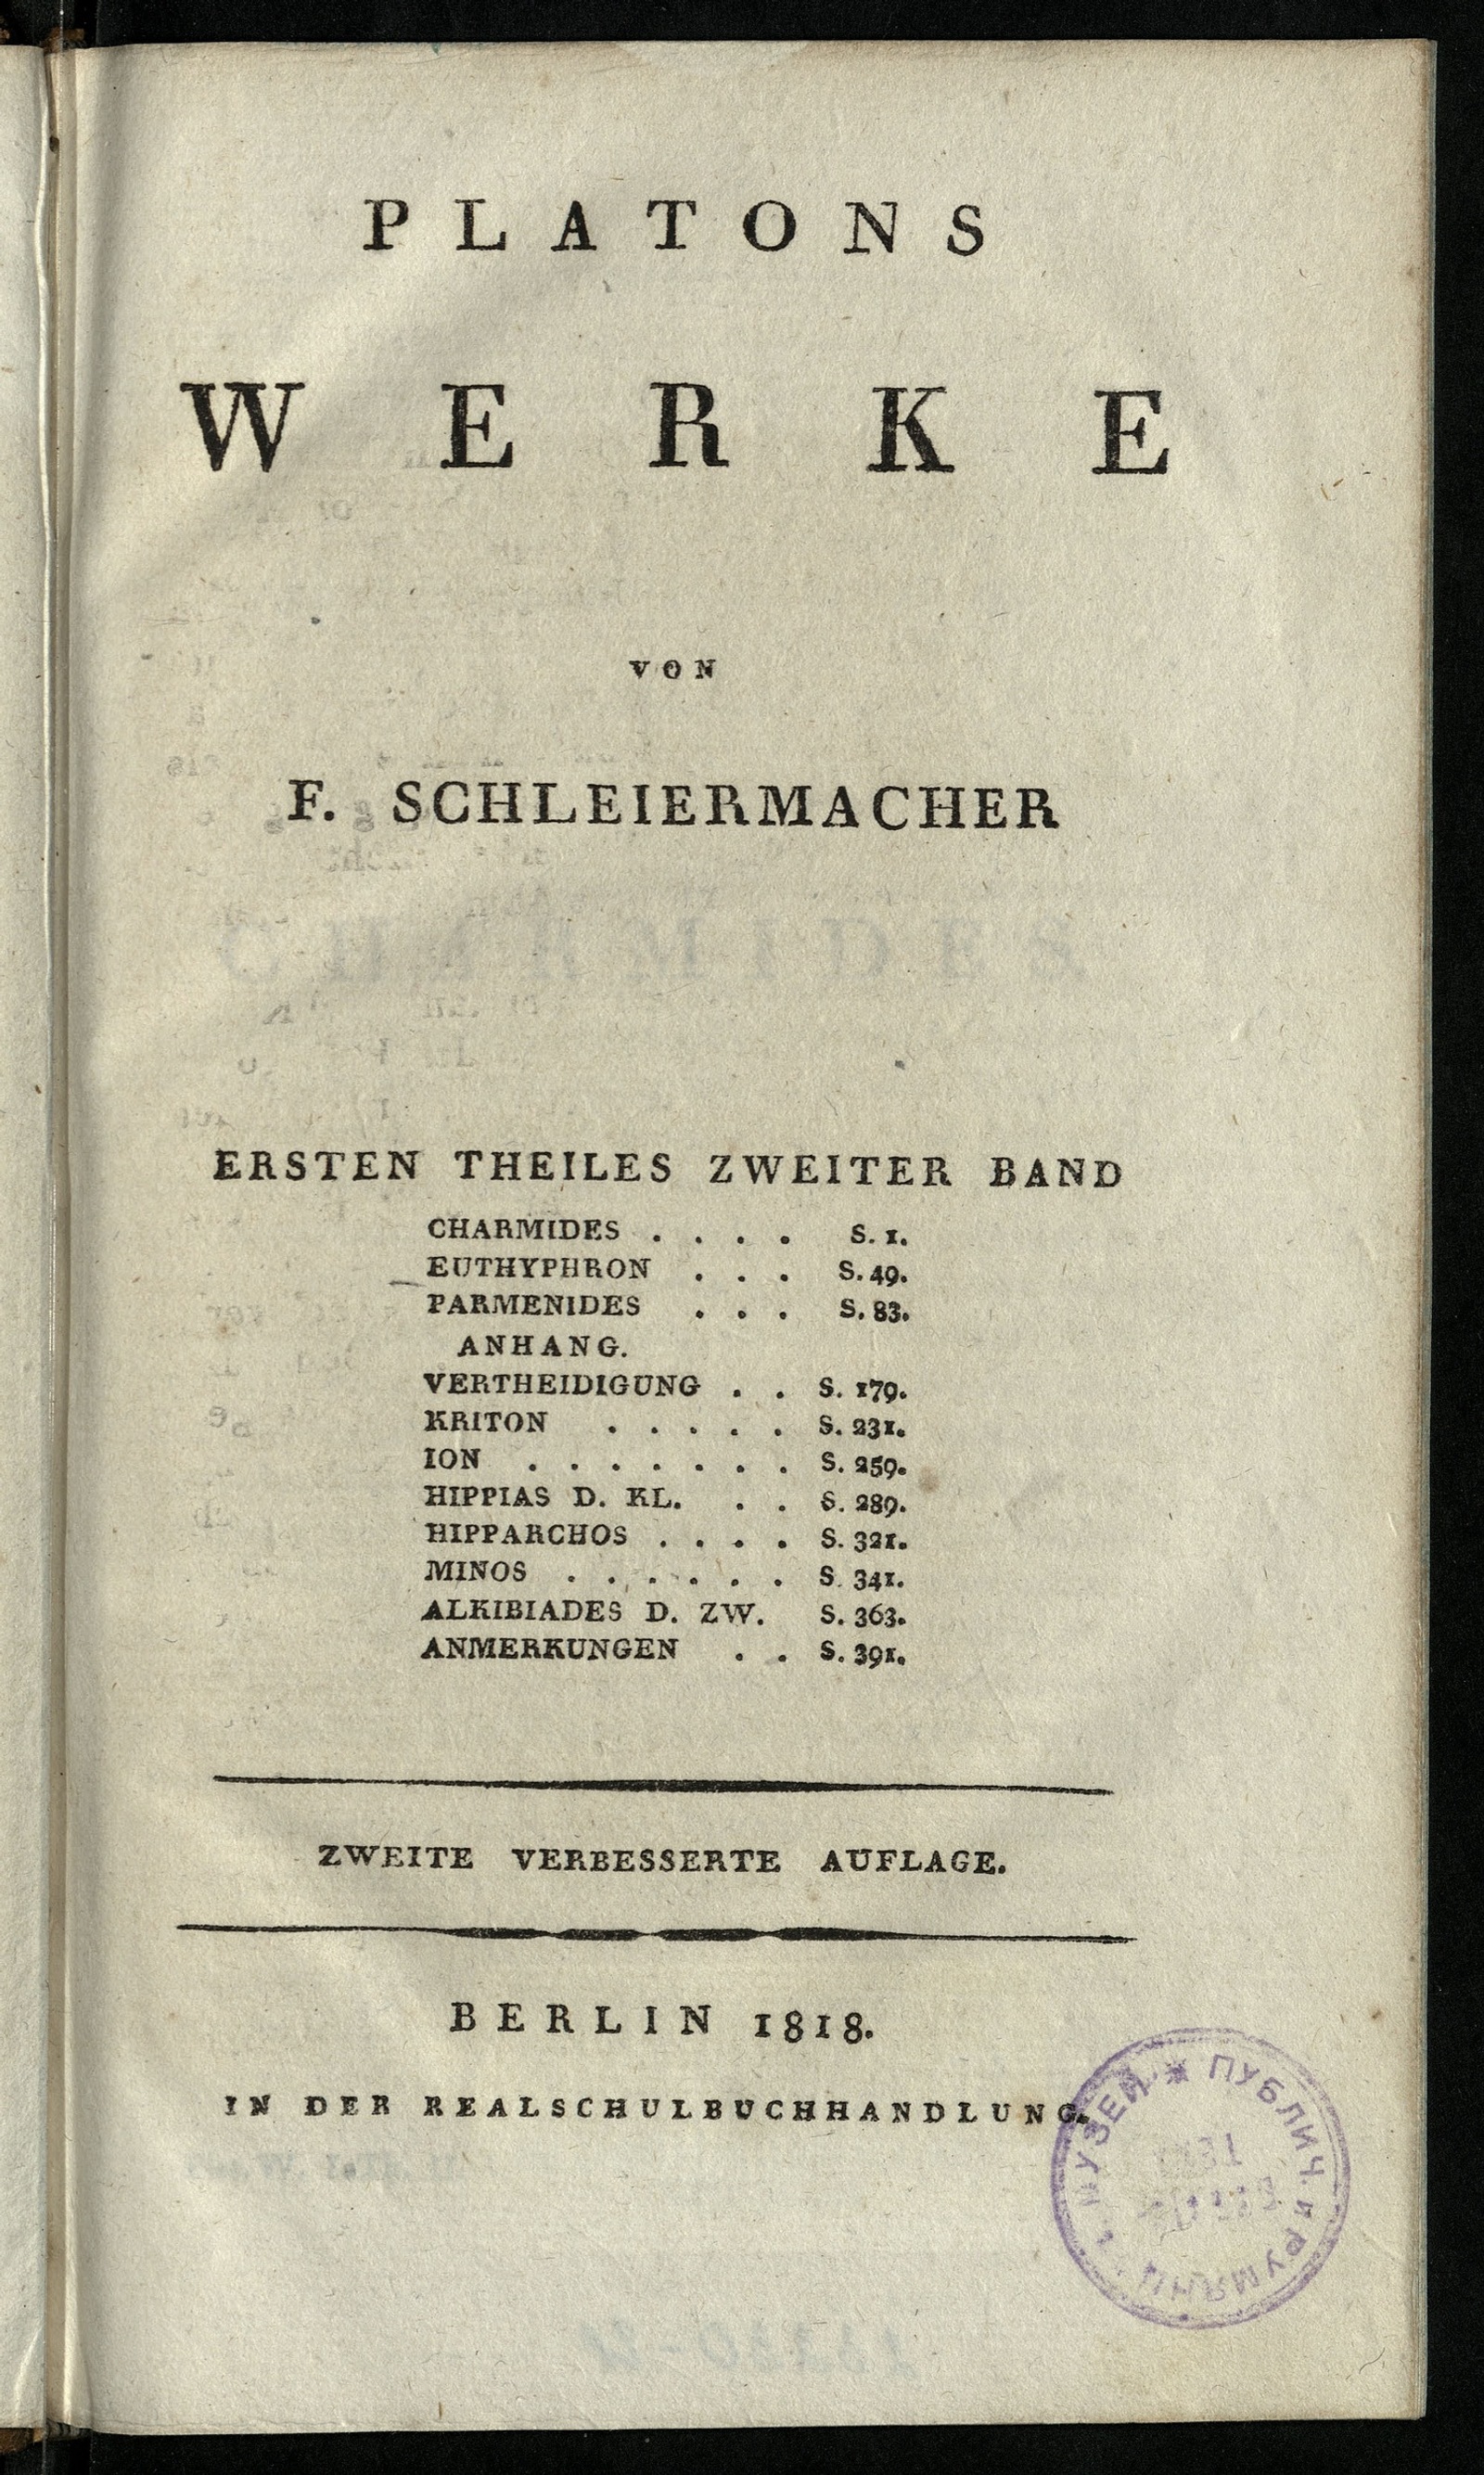 PLATONS
WERKE
VON
F. SCHLEIERMACHER
ERSTEN THEILES ZWEITER BAND
CHARMIDES . . . . S. 1.
EUTHYPHRON . . . S. 49.
PARMENIDES . . . S. 83.
ANHANG.
VERTHEIDIGUNG . . S. 179.
KRITON . . . . . S. 231.
ION . . . . . . . S. 259.
HIPPIAS D. KL. . . S. 289.
HIPPARCHOS . . . . S. 321.
MINOS . . . . . . S. 341.
ALKIBIADES D. ZW. S. 363.
ANMERKUNGEN . . S. 391.
ZWEITE VERBESSERTE AUFLAGE.
BERLIN 1818.
IN DER REALSCHULBUCHHANDLUNG.
МУЗЕЙ * ПУБЛИЧ. и РУМЯНЦ.